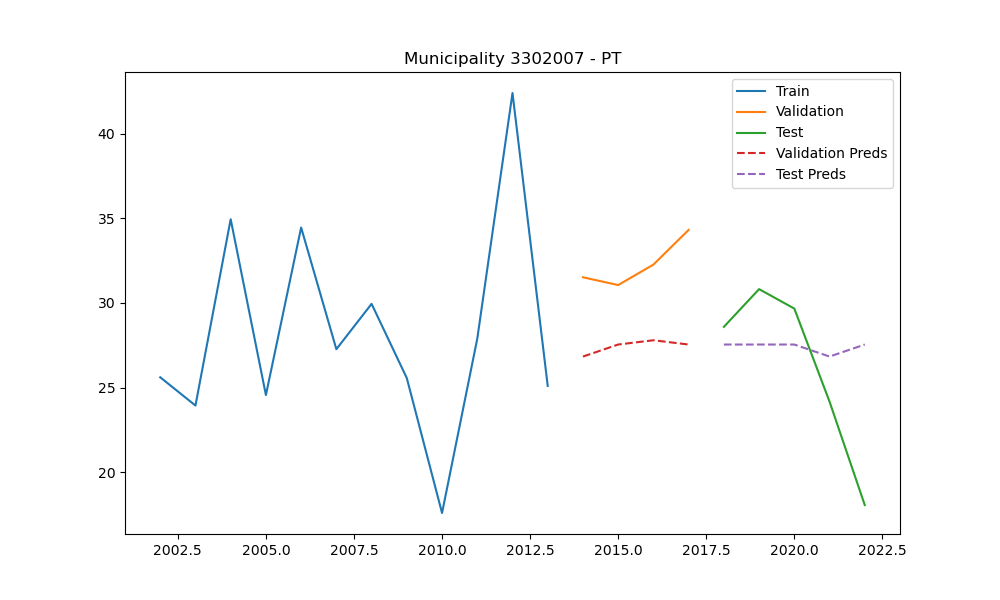 Municipality 3302007 - PT
Train
Validation
Test
Validation Preds
Test Preds
40
35
30
25
20
2002.5 2005.0 2007.5 2010.0 2012.5 2015.0 2017.5 2020.0 2022.5